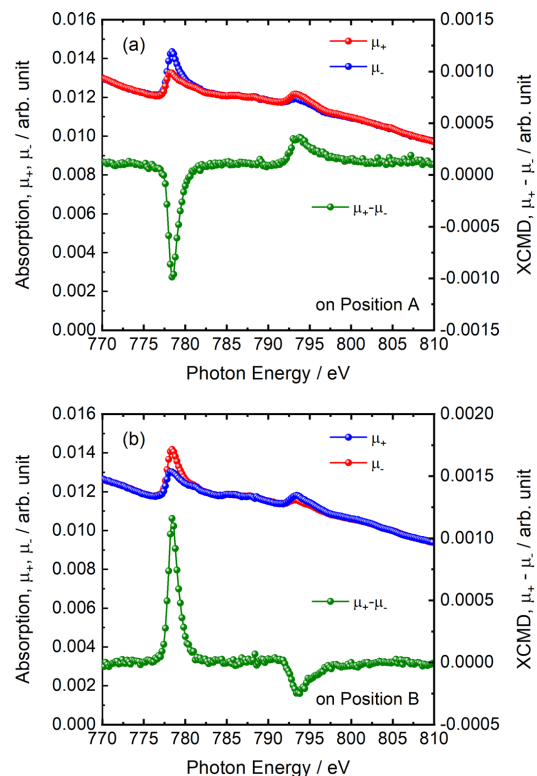 (a)
μ+
μ-
μ+-μ-
on Position A
0.016
0.014
0.012
0.010
0.008
0.006
0.004
0.002
0.000
Absorption, μ+, μ- / arb. unit
0.0015
0.0010
0.0005
0.0000
-0.0005
-0.0010
-0.0015
XCMD, μ+ - μ- / arb. unit
770 775 780 785 790 795 800 805 810
Photon Energy / eV
(b)
μ+
μ-
μ+-μ-
on Position B
0.016
0.014
0.012
0.010
0.008
0.006
0.004
0.002
0.000
Absorption, μ+, μ- / arb. unit
0.0020
0.0015
0.0010
0.0005
0.0000
-0.0005
XCMD, μ+ - μ- / arb. unit
770 775 780 785 790 795 800 805 810
Photon Energy / eV